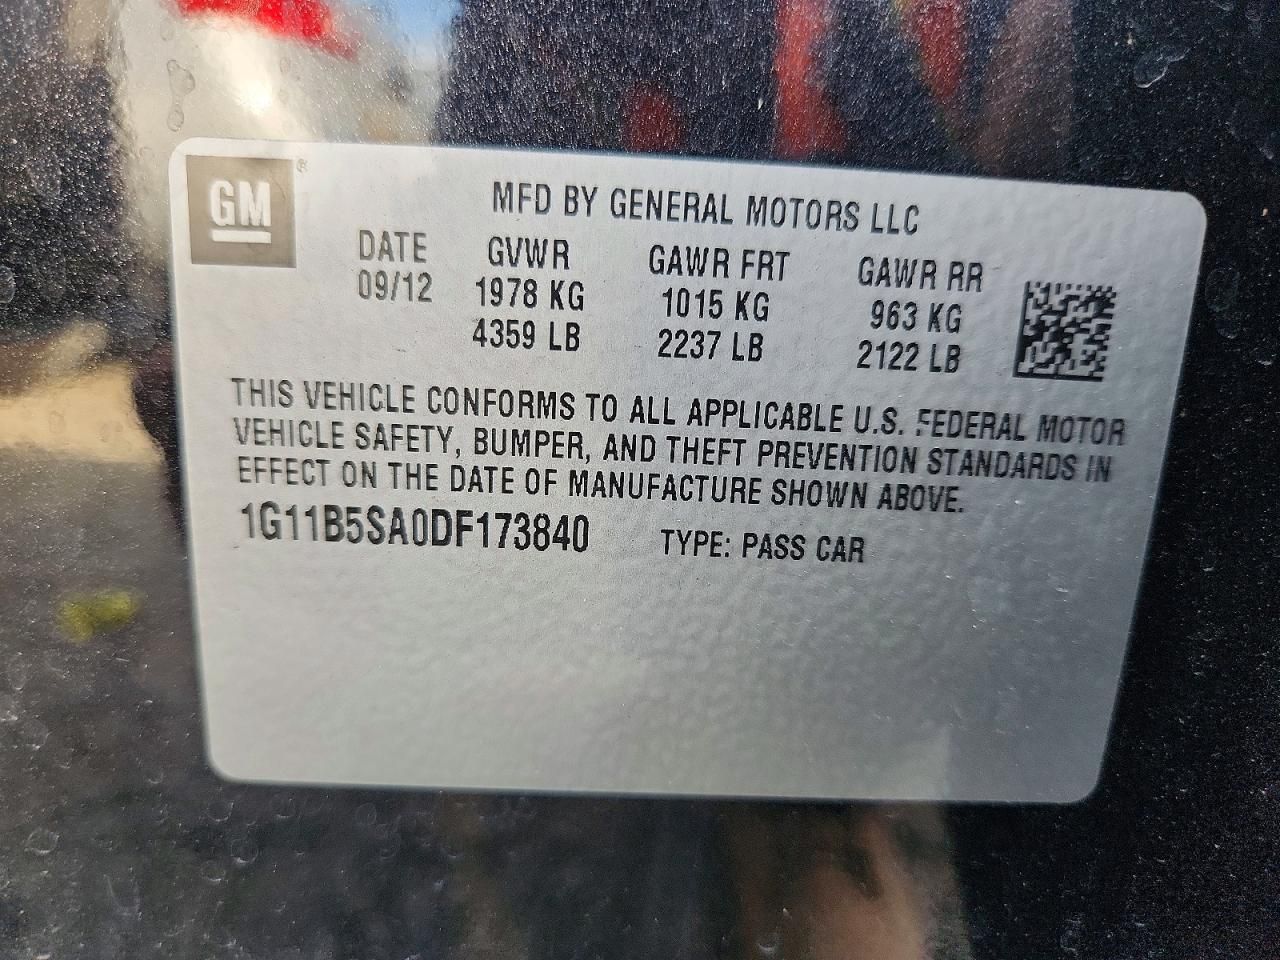 GM®
MFD BY GENERAL MOTORS LLC
DATE GVWR GAWR FRT GAWR RR
09/12 1978 KG 1015 KG 963 KG
4359 LB 2237 LB 2122 LB
THIS VEHICLE CONFORMS TO ALL APPLICABLE U.S. FEDERAL MOTOR
VEHICLE SAFETY, BUMPER, AND THEFT PREVENTION STANDARDS IN
EFFECT ON THE DATE OF MANUFACTURE SHOWN ABOVE.
1G11B5SA0DF173840 TYPE: PASS CAR